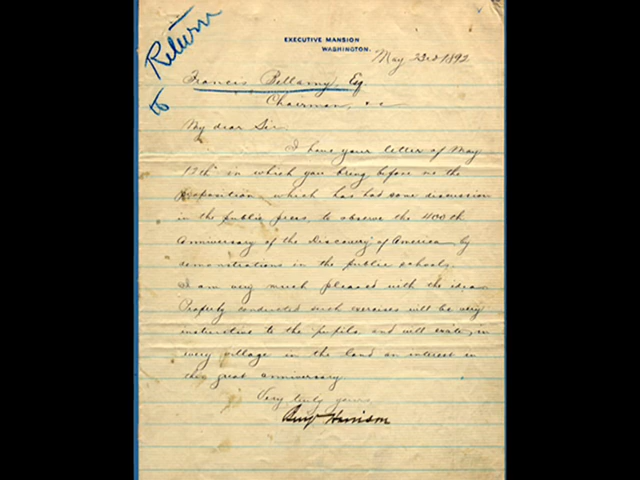 Return
EXECUTIVE MANSION
WASHINGTON.
May 23rd 1892
Francis Bellamy, Esq.
Chairman, &c
My dear Sir:
I have your letter of May
13th in which you bring before me the
proposition which has had some discussion
in the public press, to observe the 400th
Anniversary of the Discovery of America by
demonstrations in the public schools.
I am very much pleased with the idea.
Properly conducted such exercises will be very
instructive to the pupils and will excite, in
every village in the land an interest in
this great anniversary.
Very truly yours
Benj Harrison